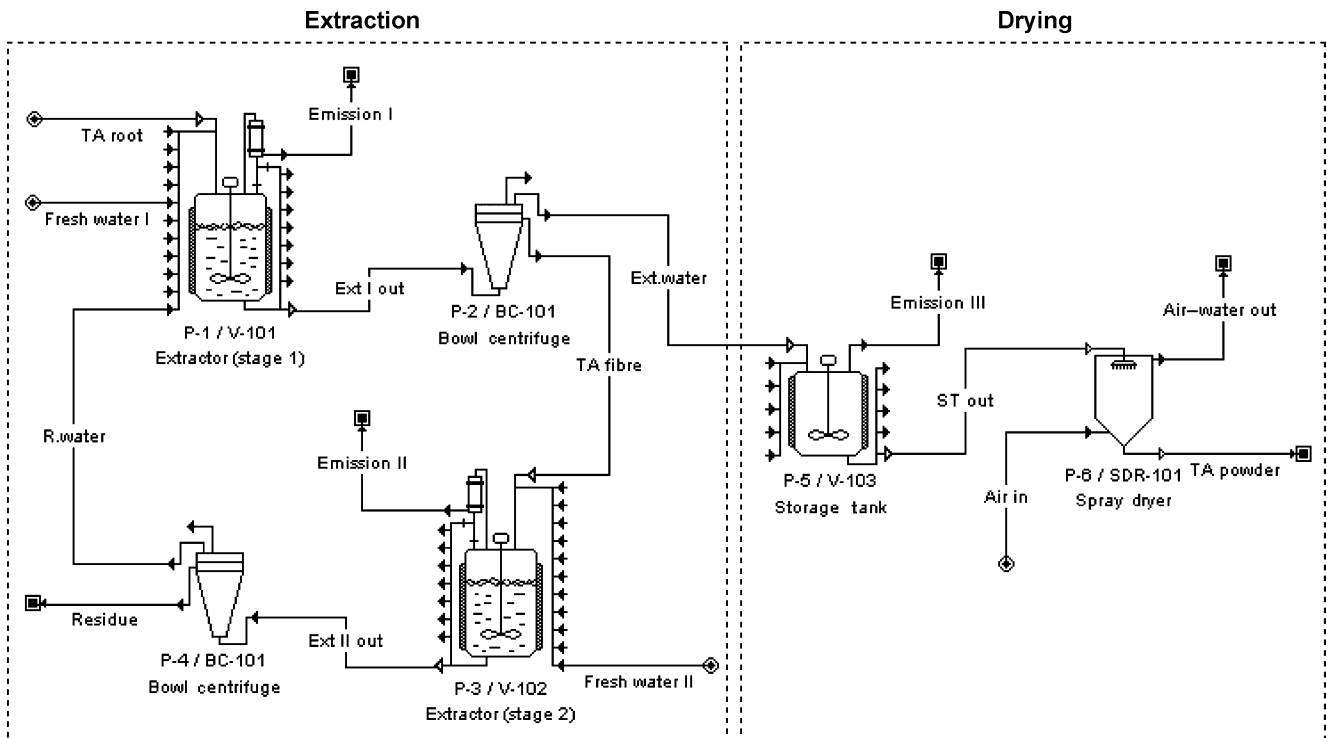 Extraction
Drying
Emission I
TA root
Fresh water I
Ext I out
P-1 / V-101
Extractor (stage 1)
P-2 / BC-101
Bowl centrifuge
Ext.water
TA fibre
R.water
Emission II
Residue
Ext II out
P-4 / BC-101
Bowl centrifuge
P-3 / V-102
Extractor (stage 2)
Fresh water II
Emission III
Air–water out
ST out
P-5 / V-103
Storage tank
Air in
P-6 / SDR-101
Spray dryer
TA powder